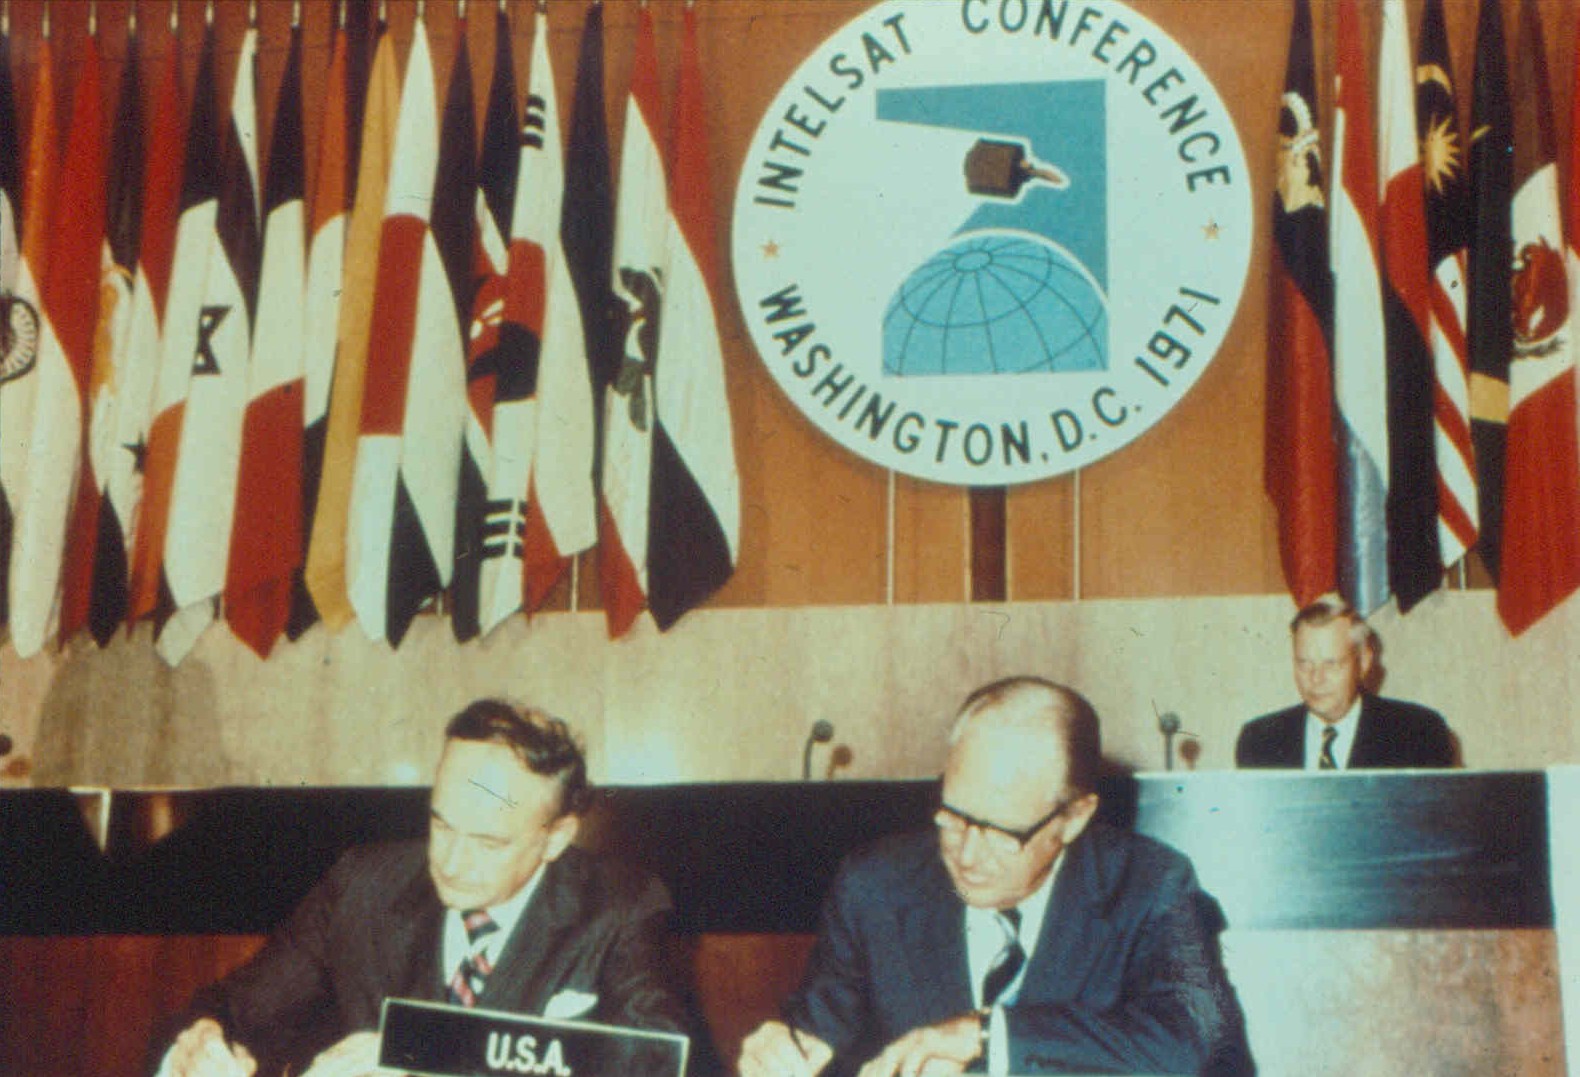 INTELSAT CONFERENCE
WASHINGTON, D.C. 1971
U.S.A.